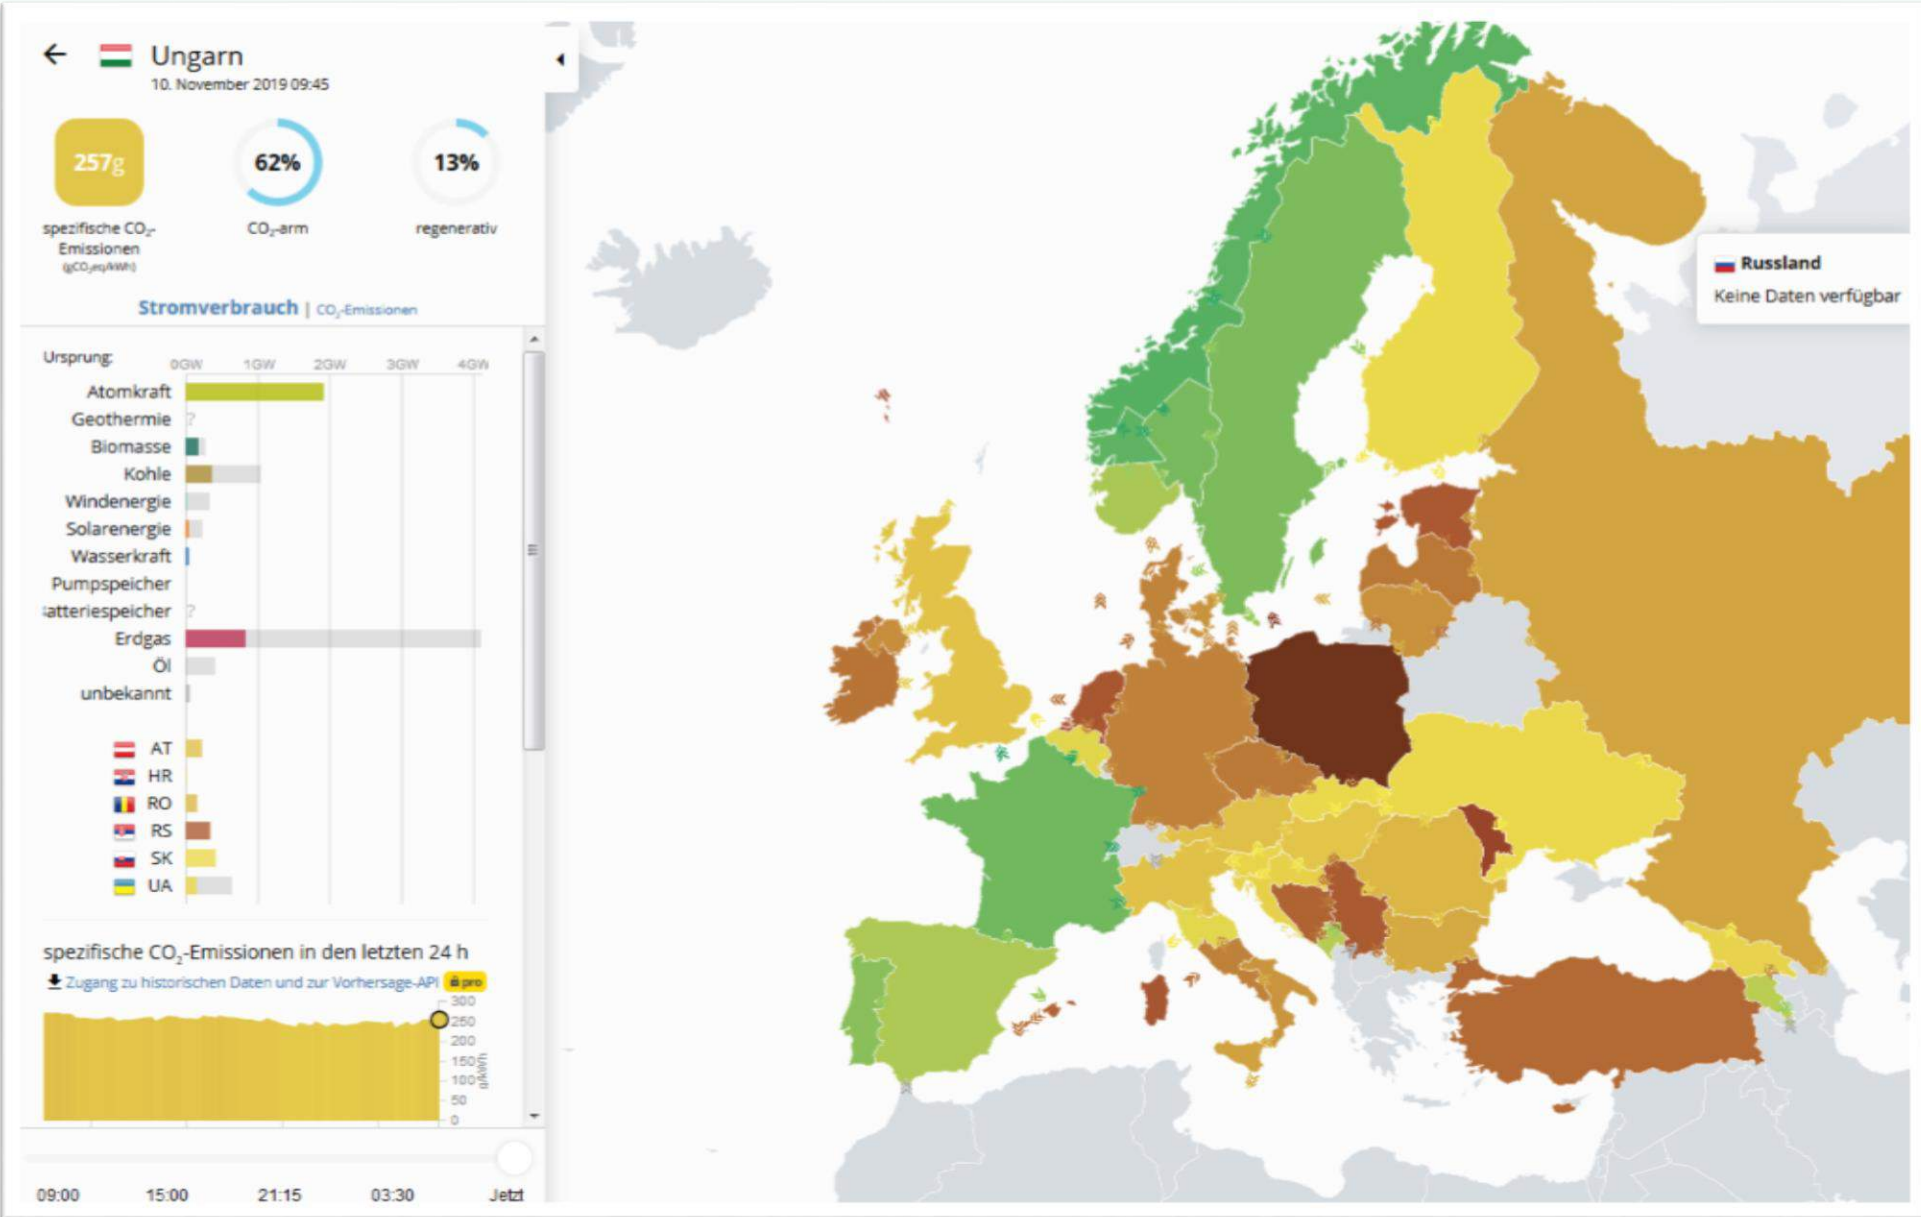 Ungarn
10. November 2019 09:45
257g
62%
13%
spezifische CO₂-
Emissionen
(gCO₂eq/kWh)
CO₂-arm
regenerativ
Stromverbrauch | CO₂-Emissionen
Ursprung:
0GW 1GW 2GW 3GW 4GW
Atomkraft
Geothermie ?
Biomasse
Kohle
Windenergie
Solarenergie
Wasserkraft
Pumpspeicher
atteriespeicher ?
Erdgas
Öl
unbekannt
AT
HR
RO
RS
SK
UA
spezifische CO₂-Emissionen in den letzten 24 h
Zugang zu historischen Daten und zur Vorhersage-API pro
300
250
200
150
100
50
0
g/kWh
09:00 15:00 21:15 03:30 Jetzt
Russland
Keine Daten verfügbar